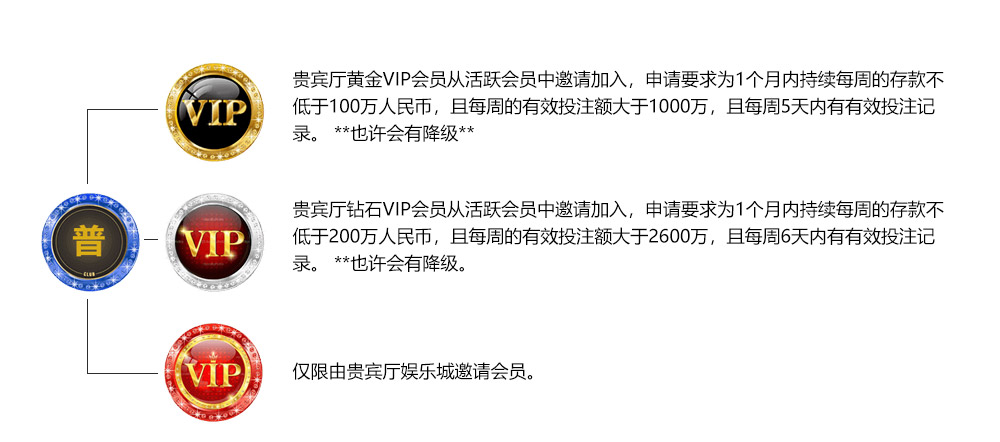 VIP
贵宾厅黄金VIP会员从活跃会员中邀请加入，申请要求为1个月内持续每周的存款不
低于100万人民币，且每周的有效投注额大于1000万，且每周5天内有有效投注记
录。 **也许会有降级**
普
CLUB
VIP
贵宾厅钻石VIP会员从活跃会员中邀请加入，申请要求为1个月内持续每周的存款不
低于200万人民币，且每周的有效投注额大于2600万，且每周6天内有有效投注记
录。 **也许会有降级。
VIP
仅限由贵宾厅娱乐城邀请会员。